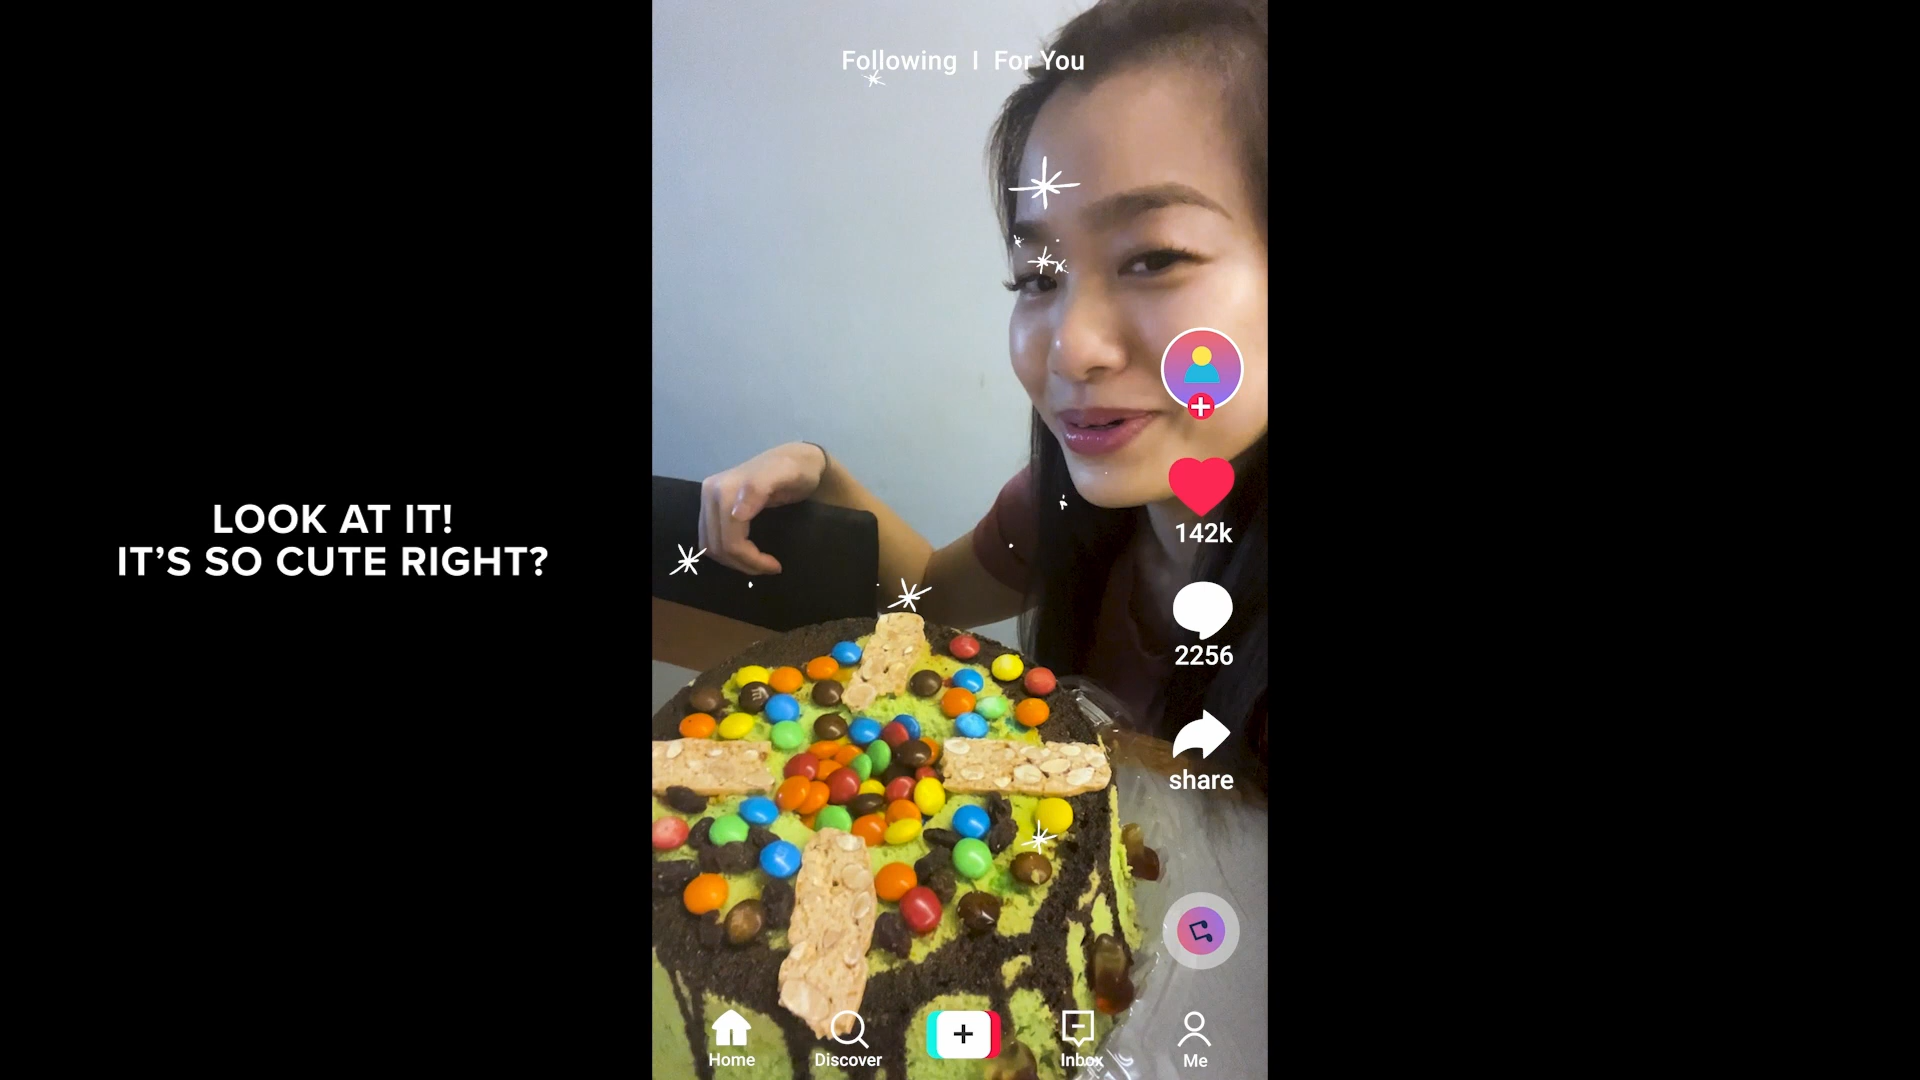 Following I For You
LOOK AT IT!
IT’S SO CUTE RIGHT?
142k
2256
share
Home
Discover
Inbox
Me